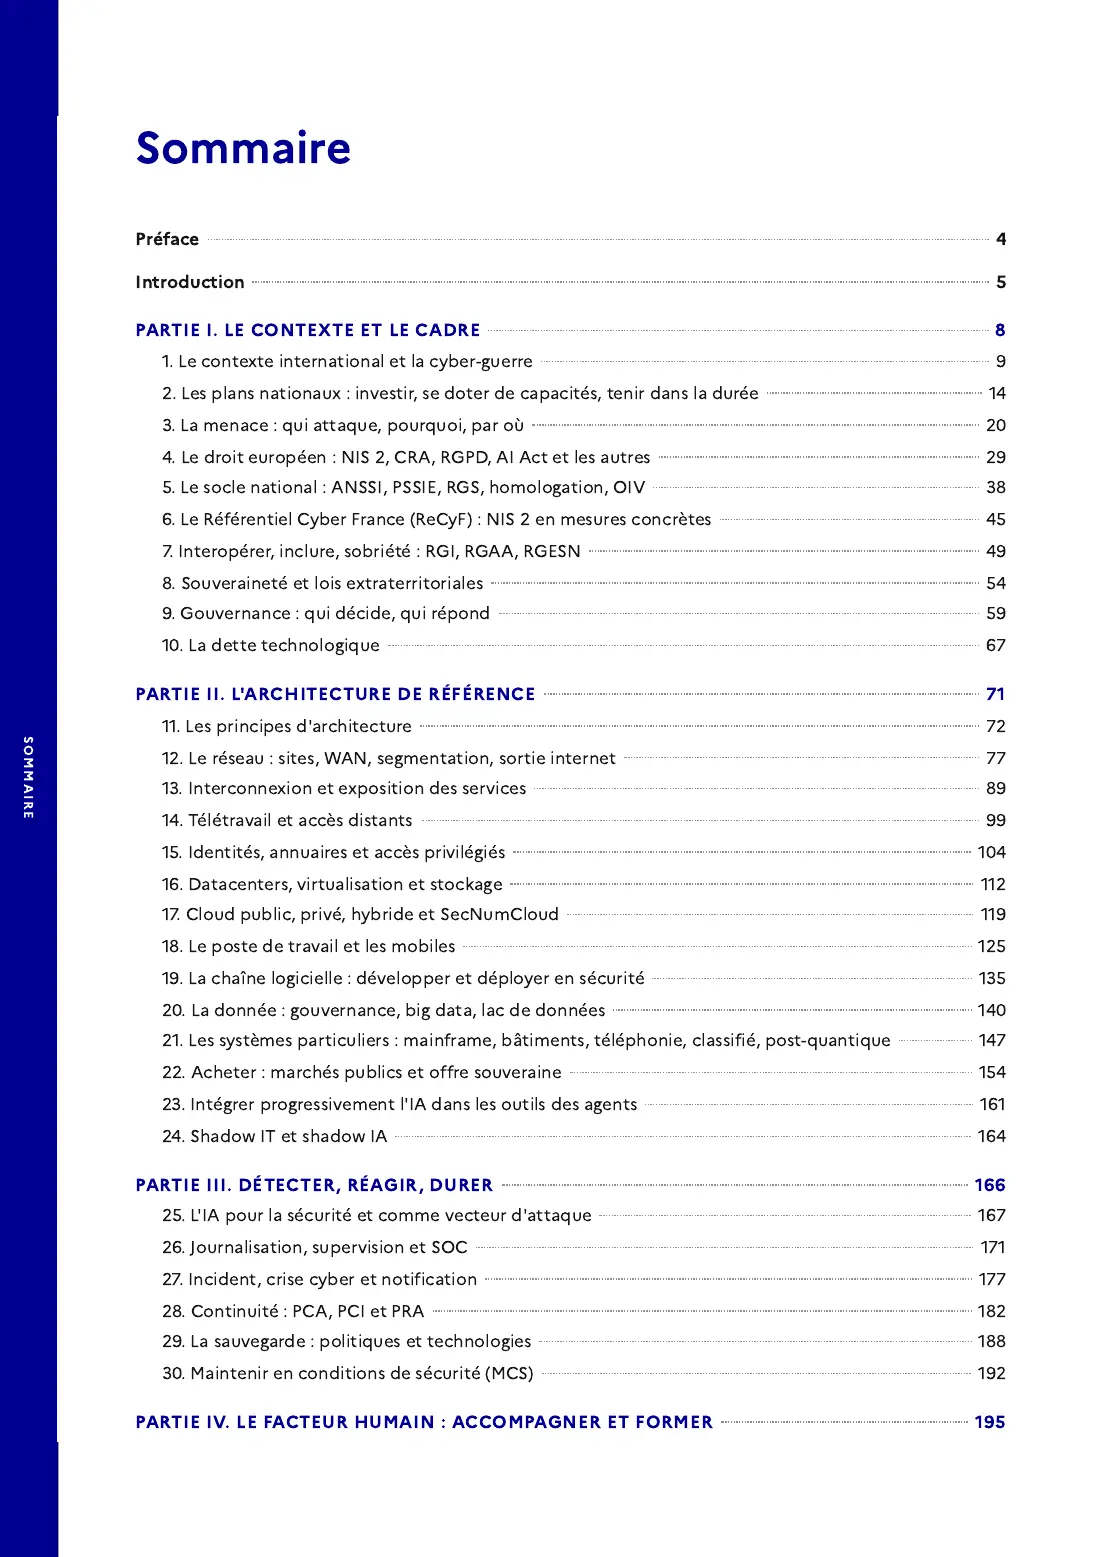 Sommaire
Préface 4
Introduction 5
PARTIE I. LE CONTEXTE ET LE CADRE 8
1. Le contexte international et la cyber-guerre 9
2. Les plans nationaux : investir, se doter de capacités, tenir dans la durée 14
3. La menace : qui attaque, pourquoi, par où 20
4. Le droit européen : NIS 2, CRA, RGPD, AI Act et les autres 29
5. Le socle national : ANSSI, PSSIE, RGS, homologation, OIV 38
6. Le Référentiel Cyber France (ReCyF) : NIS 2 en mesures concrètes 45
7. Interopérer, inclure, sobriété : RGI, RGAA, RGESN 49
8. Souveraineté et lois extraterritoriales 54
9. Gouvernance : qui décide, qui répond 59
10. La dette technologique 67
PARTIE II. L'ARCHITECTURE DE RÉFÉRENCE 71
11. Les principes d'architecture 72
12. Le réseau : sites, WAN, segmentation, sortie internet 77
13. Interconnexion et exposition des services 89
14. Télétravail et accès distants 99
15. Identités, annuaires et accès privilégiés 104
16. Datacenters, virtualisation et stockage 112
17. Cloud public, privé, hybride et SecNumCloud 119
18. Le poste de travail et les mobiles 125
19. La chaîne logicielle : développer et déployer en sécurité 135
20. La donnée : gouvernance, big data, lac de données 140
21. Les systèmes particuliers : mainframe, bâtiments, téléphonie, classifié, post-quantique 147
22. Acheter : marchés publics et offre souveraine 154
23. Intégrer progressivement l'IA dans les outils des agents 161
24. Shadow IT et shadow IA 164
PARTIE III. DÉTECTER, RÉAGIR, DURER 166
25. L'IA pour la sécurité et comme vecteur d'attaque 167
26. Journalisation, supervision et SOC 171
27. Incident, crise cyber et notification 177
28. Continuité : PCA, PCI et PRA 182
29. La sauvegarde : politiques et technologies 188
30. Maintenir en conditions de sécurité (MCS) 192
PARTIE IV. LE FACTEUR HUMAIN : ACCOMPAGNER ET FORMER 195
SOMMAIRE